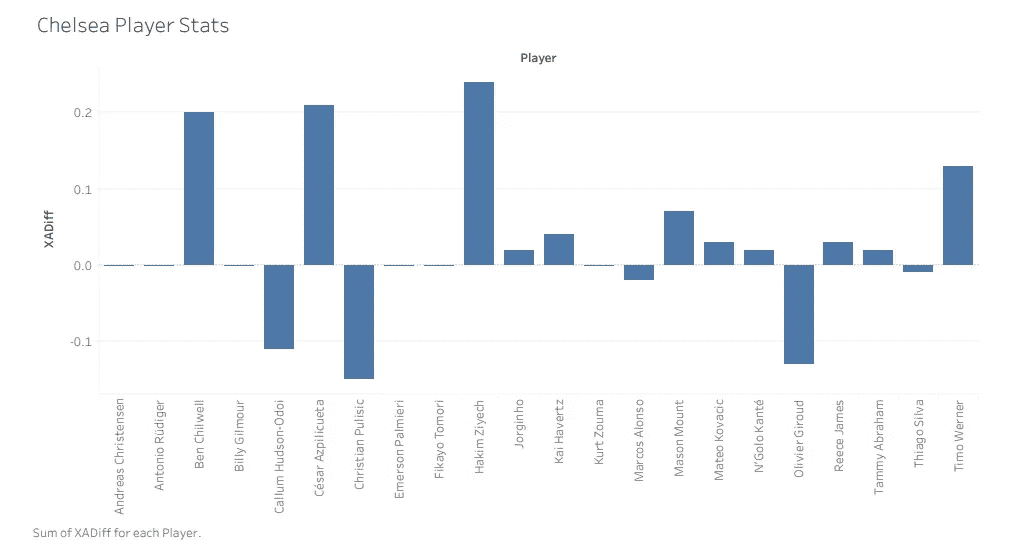 Chelsea Player Stats
Player
XADiff
0.2
0.1
0.0
-0.1
Andreas Christensen
Antonio Rüdiger
Ben Chilwell
Billy Gilmour
Callum Hudson-Odoi
César Azpilicueta
Christian Pulisic
Emerson Palmieri
Fikayo Tomori
Hakim Ziyech
Jorginho
Kai Havertz
Kurt Zouma
Marcos Alonso
Mason Mount
Mateo Kovacic
N'Golo Kanté
Olivier Giroud
Reece James
Tammy Abraham
Thiago Silva
Timo Werner
Sum of XADiff for each Player.